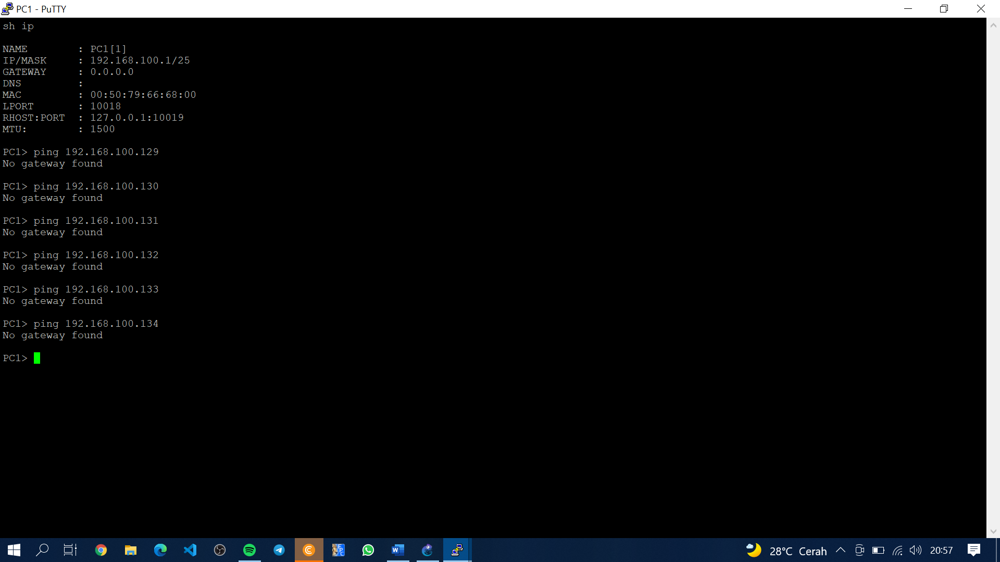 PC1 - PuTTY
sh ip
NAME : PC1[1]
IP/MASK : 192.168.100.1/25
GATEWAY : 0.0.0.0
DNS :
MAC : 00:50:79:66:68:00
LPORT : 10018
RHOST:PORT : 127.0.0.1:10019
MTU: : 1500
PC1> ping 192.168.100.129
No gateway found
PC1> ping 192.168.100.130
No gateway found
PC1> ping 192.168.100.131
No gateway found
PC1> ping 192.168.100.132
No gateway found
PC1> ping 192.168.100.133
No gateway found
PC1> ping 192.168.100.134
No gateway found
PC1>
28°C Cerah 20:57